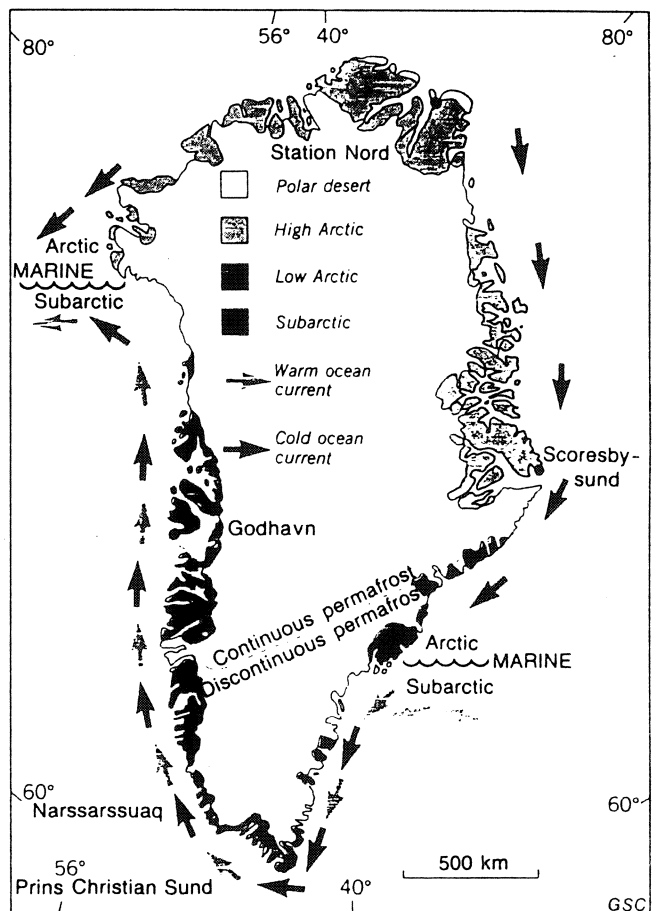 56° 40°
80° 80°
Station Nord
Polar desert
High Arctic
Low Arctic
Subarctic
Warm ocean
current
Cold ocean
current
Arctic
MARINE
Subarctic
Scoresby-
sund
Godhavn
Continuous permafrost
Discontinuous permafros
Arctic
MARINE
Subarctic
60° 60°
Narssarssuaq
56°
500 km
Prins Christian Sund
40°
GSC